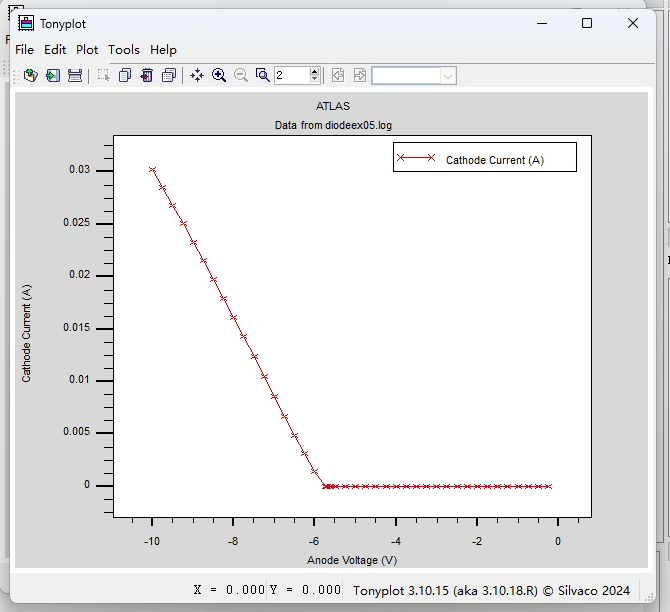 Tonyplot
File Edit Plot Tools Help
2
ATLAS
Data from diodeex05.log
Cathode Current (A)
0.03
0.025
0.02
0.015
0.01
0.005
0
Cathode Current (A)
-10 -8 -6 -4 -2 0
Anode Voltage (V)
X = 0.000 Y = 0.000 Tonyplot 3.10.15 (aka 3.10.18.R) © Silvaco 2024